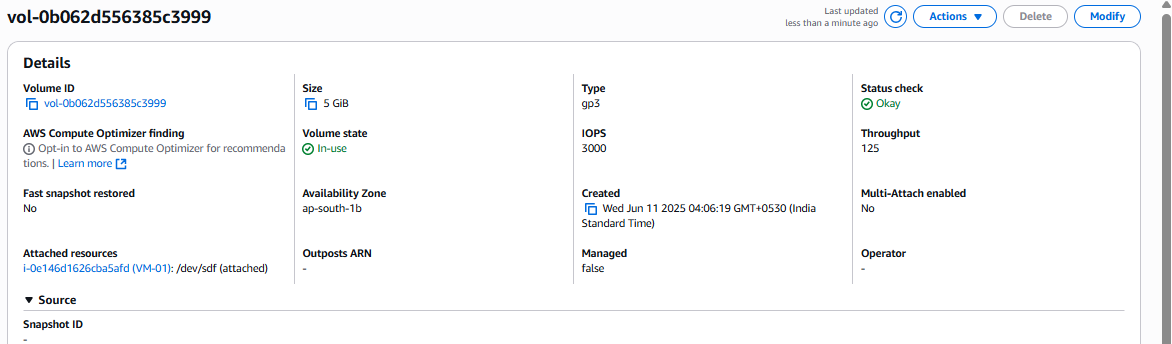 vol-0b062d556385c3999
Last updated
less than a minute ago
Actions
Delete
Modify
Details
Volume ID
vol-0b062d556385c3999
Size
5 GiB
Type
gp3
Status check
Okay
AWS Compute Optimizer finding
Opt-in to AWS Compute Optimizer for recommenda
tions. | Learn more
Volume state
In-use
IOPS
3000
Throughput
125
Fast snapshot restored
No
Availability Zone
ap-south-1b
Created
Wed Jun 11 2025 04:06:19 GMT+0530 (India
Standard Time)
Multi-Attach enabled
No
Attached resources
i-0e146d1626cba5afd (VM-01): /dev/sdf (attached)
Outposts ARN
-
Managed
false
Operator
-
Source
Snapshot ID
-